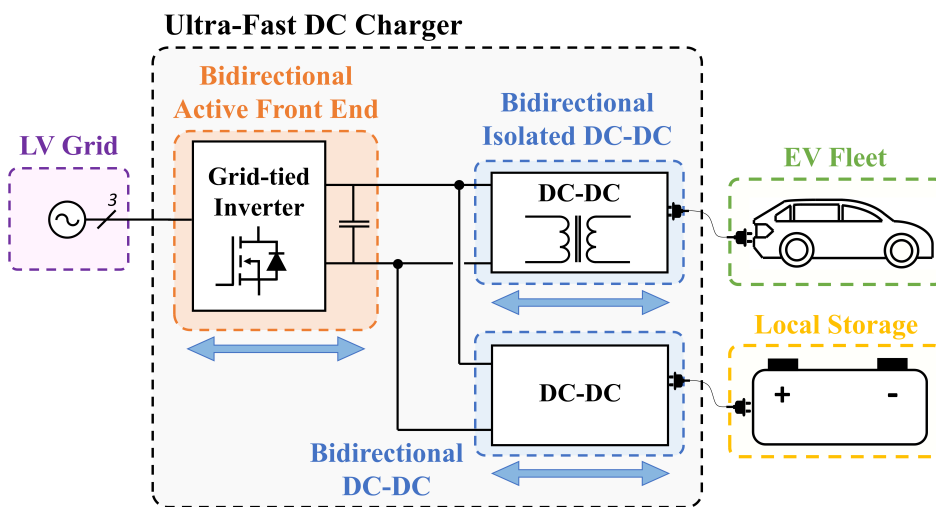 Ultra-Fast DC Charger
Bidirectional
Active Front End
Bidirectional
Isolated DC-DC
LV Grid
EV Fleet
Grid-tied
Inverter
DC-DC
3
Local Storage
DC-DC
+ -
Bidirectional
DC-DC